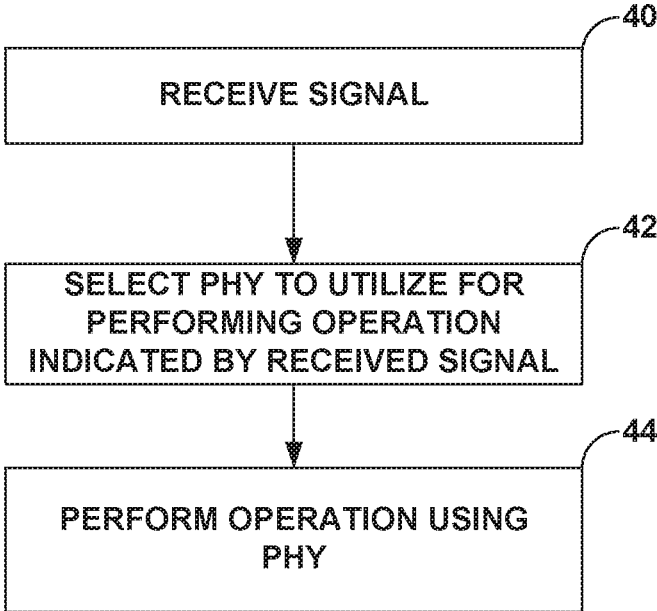 40
RECEIVE SIGNAL
42
SELECT PHY TO UTILIZE FOR
PERFORMING OPERATION
INDICATED BY RECEIVED SIGNAL
44
PERFORM OPERATION USING
PHY